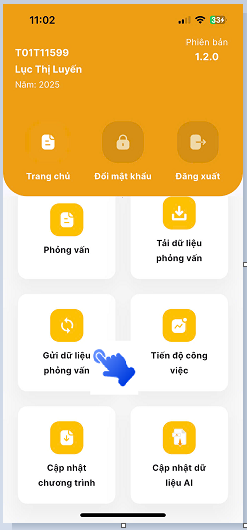 11:02
33
Phiên bản
T01T11599
1.2.0
Lục Thị Luyến
Năm: 2025
Trang chủ
Đổi mật khẩu
Đăng xuất
Phỏng vấn
Tải dữ liệu
phỏng vấn
Gửi dữ liệu
phỏng vấn
Tiến độ công
việc
Cập nhật
chương trình
Cập nhật dữ
liệu AI